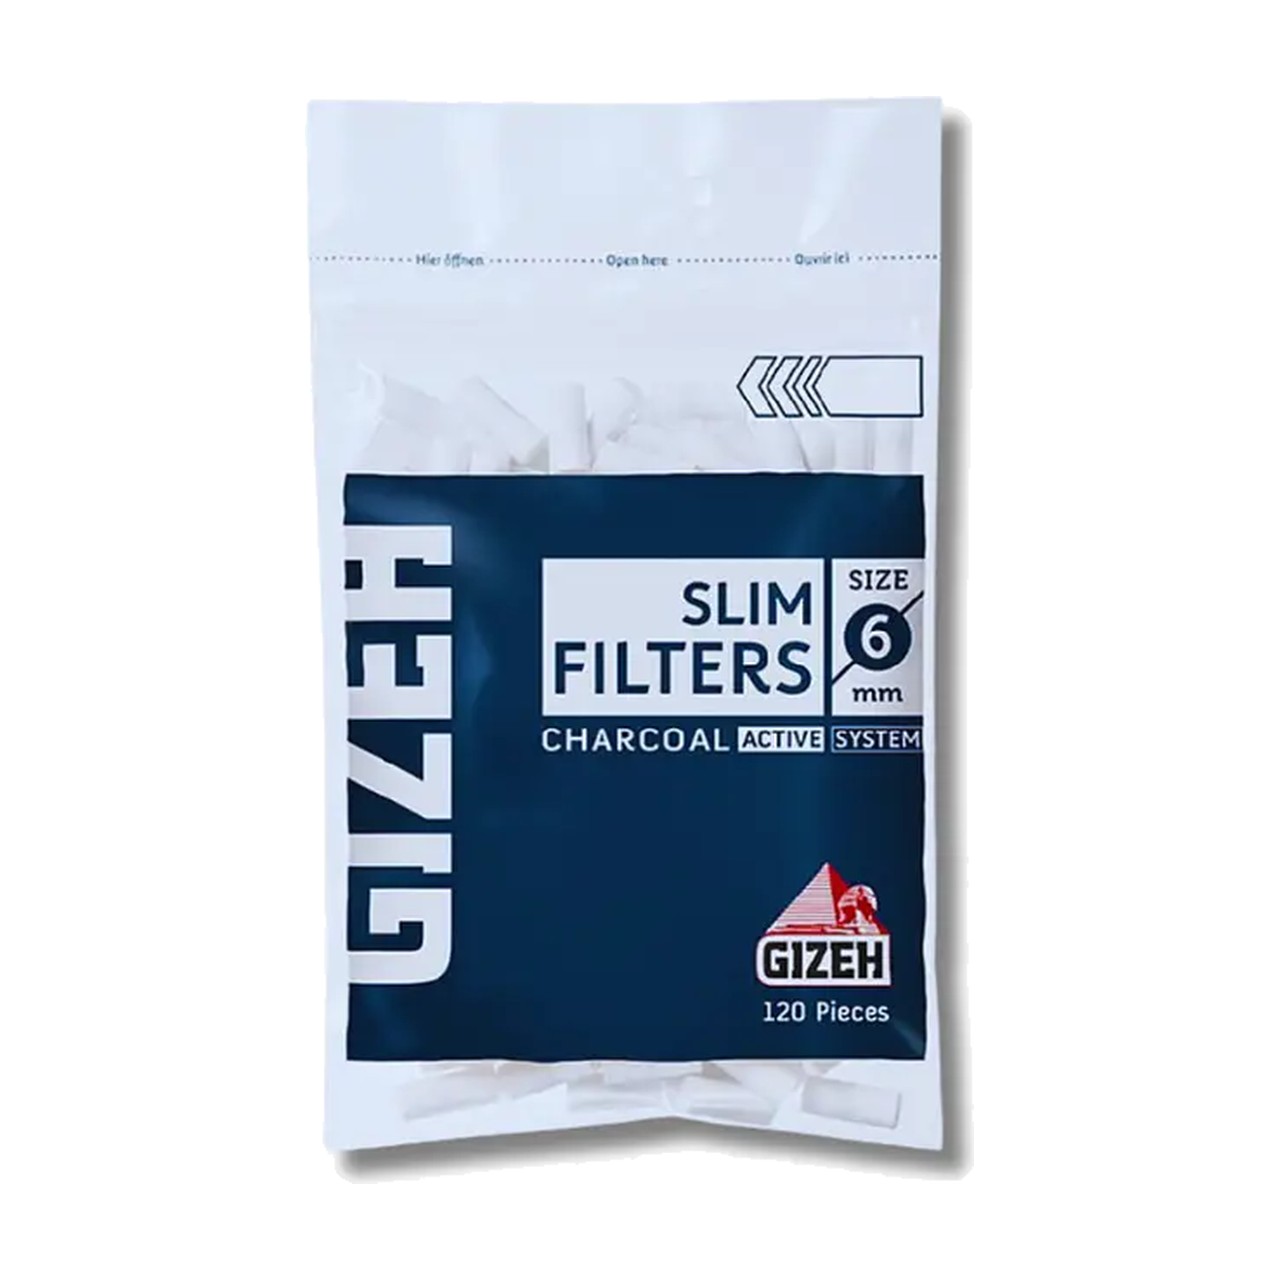 Hier öffnen Open here Ouvrir ici
GIZEH
SLIM
FILTERS
SIZE
6
mm
CHARCOAL ACTIVE SYSTEM
GIZEH
120 Pieces